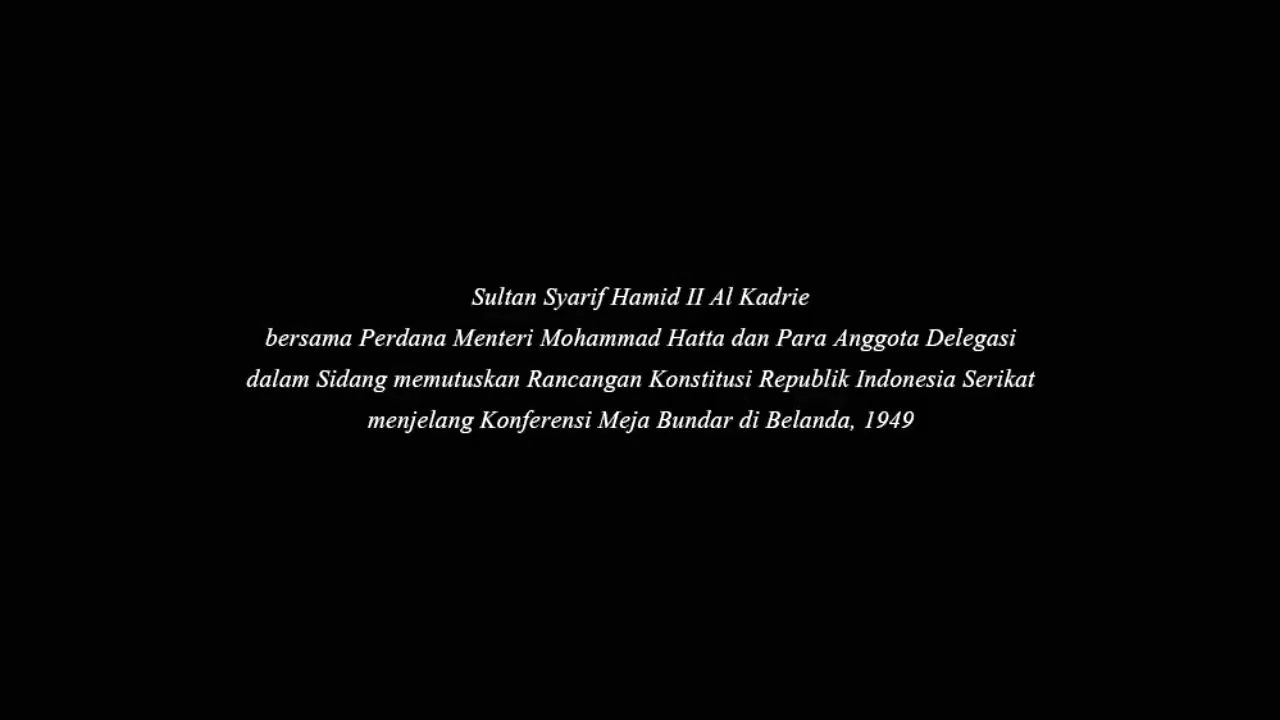 Sultan Syarif Hamid II Al Kadrie
bersama Perdana Menteri Mohammad Hatta dan Para Anggota Delegasi
dalam Sidang memutuskan Rancangan Konstitusi Republik Indonesia Serikat
menjelang Konferensi Meja Bundar di Belanda, 1949